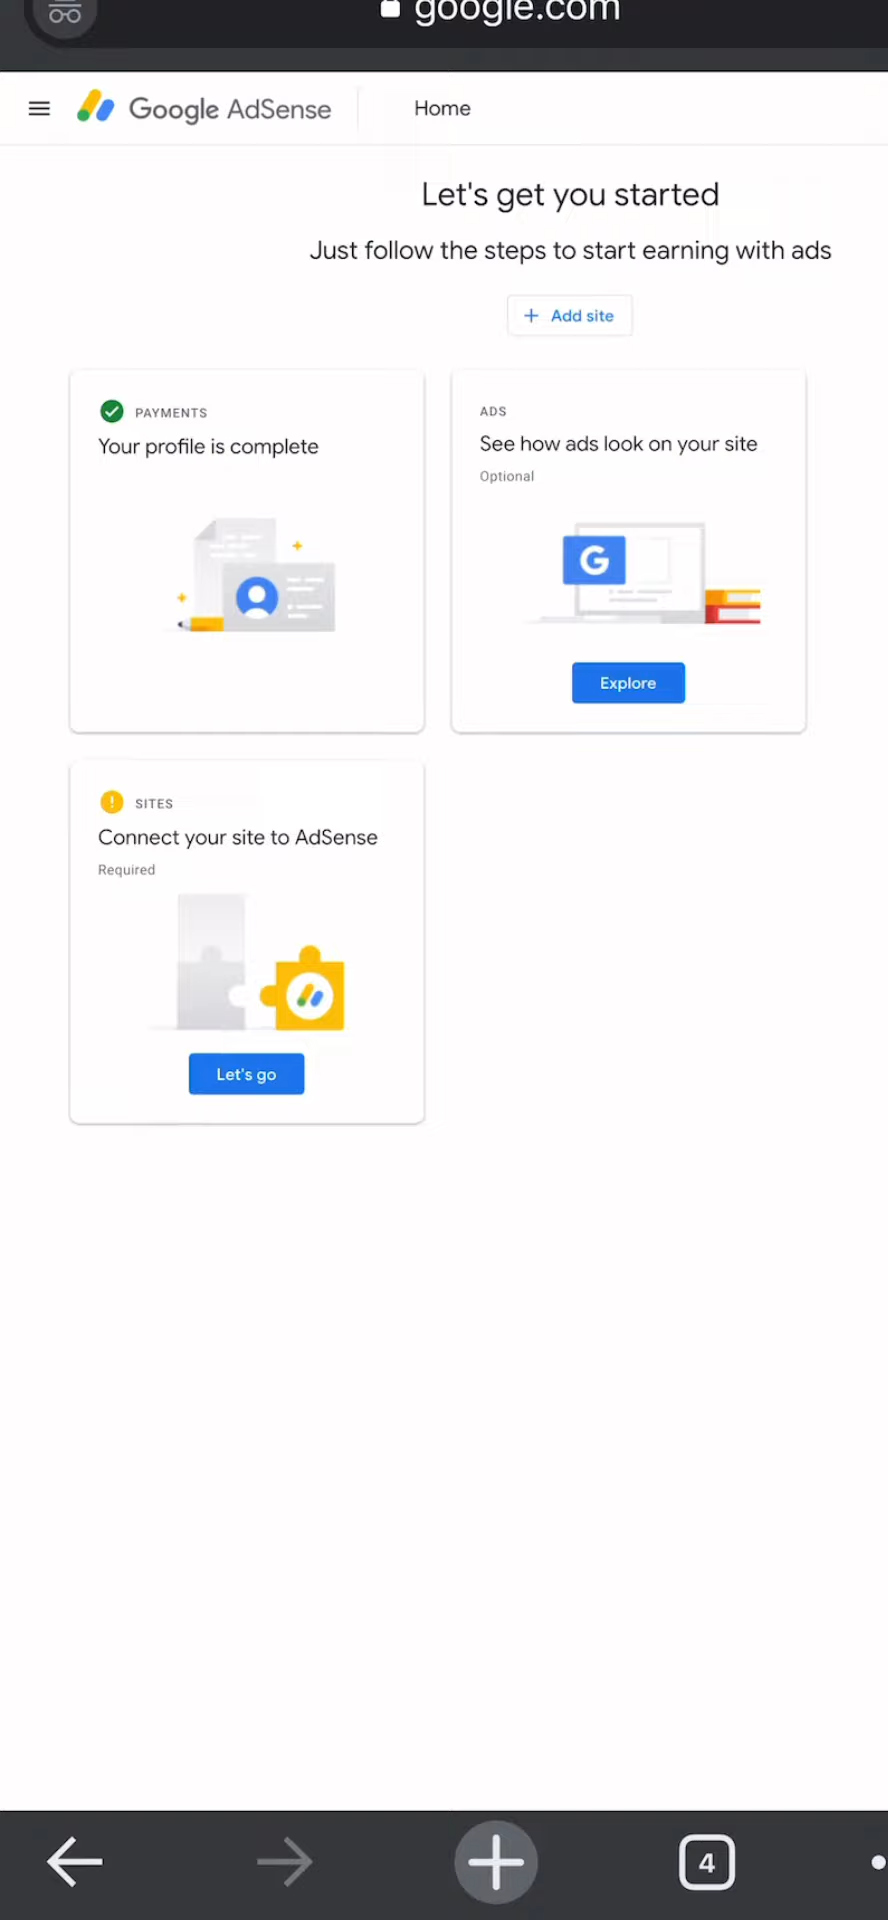 google.com
Google AdSense
Home
Let's get you started
Just follow the steps to start earning with ads
+ Add site
PAYMENTS
Your profile is complete
ADS
See how ads look on your site
Optional
G
Explore
! SITES
Connect your site to AdSense
Required
Let's go
4